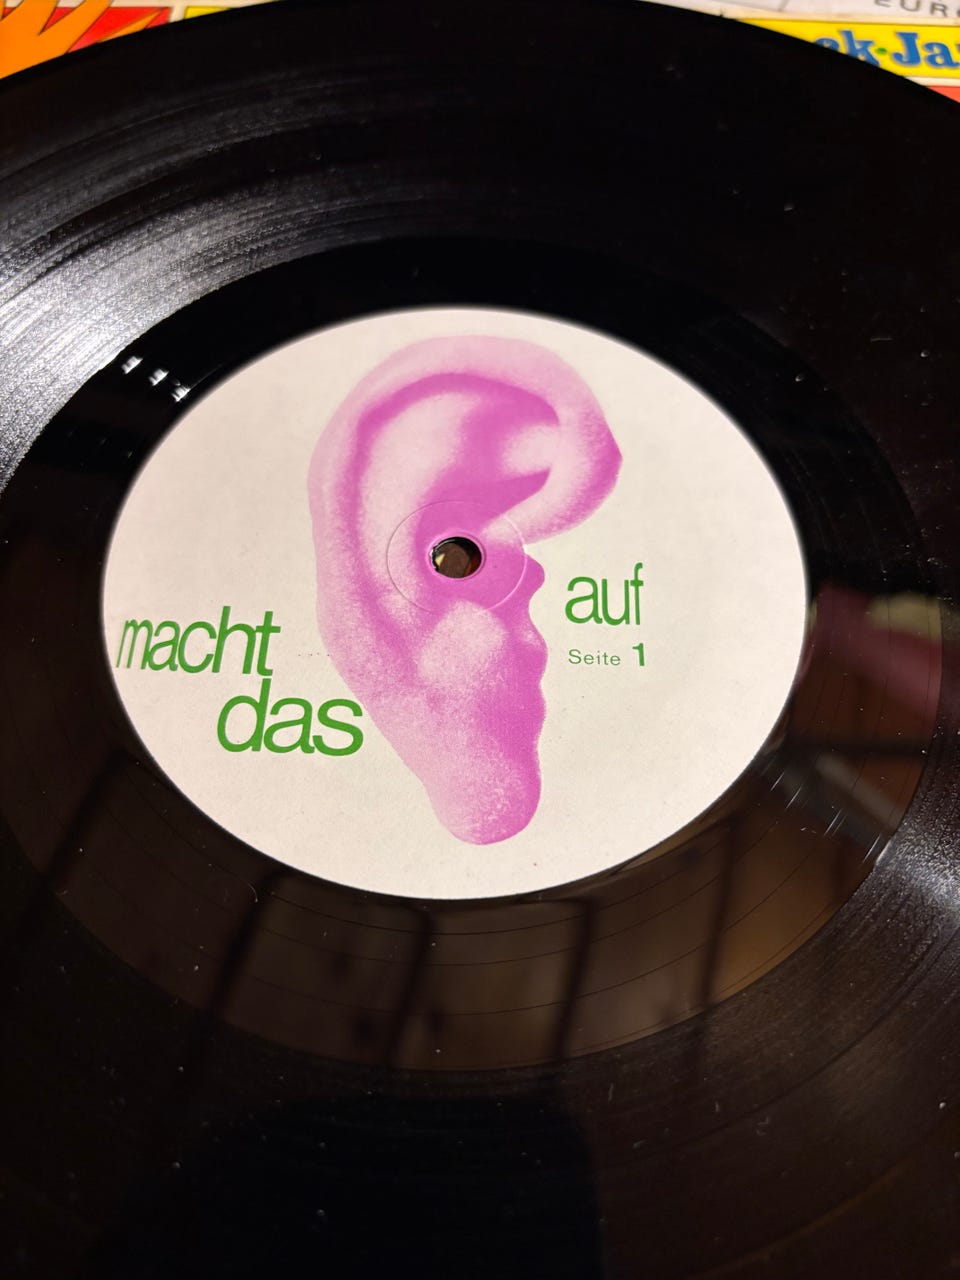 macht
das
auf
Seite 1